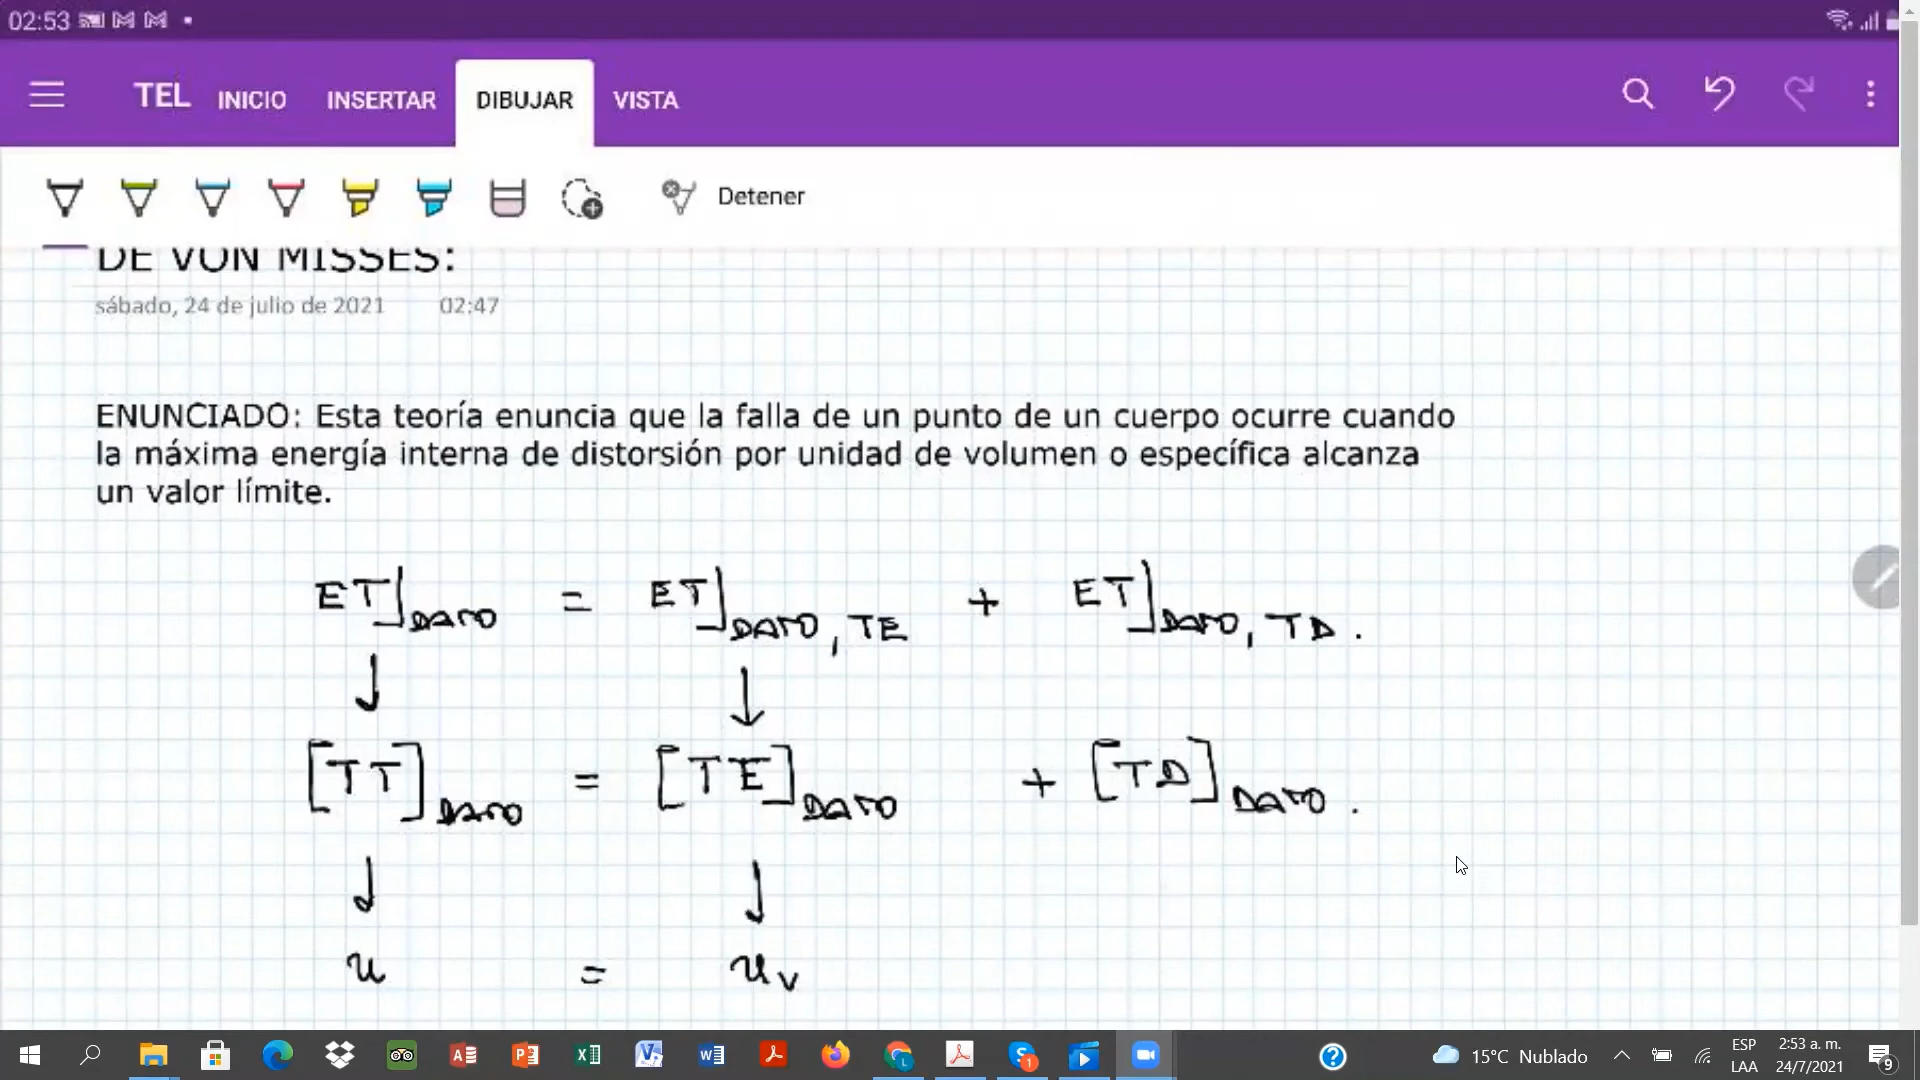 02:53
TEL INICIO INSERTAR DIBUJAR VISTA
Detener
DE VON MISSES:
sábado, 24 de julio de 2021 02:47
ENUNCIADO: Esta teoría enuncia que la falla de un punto de un cuerpo ocurre cuando
la máxima energía interna de distorsión por unidad de volumen o específica alcanza
un valor límite.
ET]DATO = ET]DATO, TE + ET]DATO, TD.
↓ ↓
[TT]DATO = [TE]DATO + [TD]DATO.
↓ ↓
u = uv
15°C Nublado
ESP
LAA
2:53 a. m.
24/7/2021
9
1